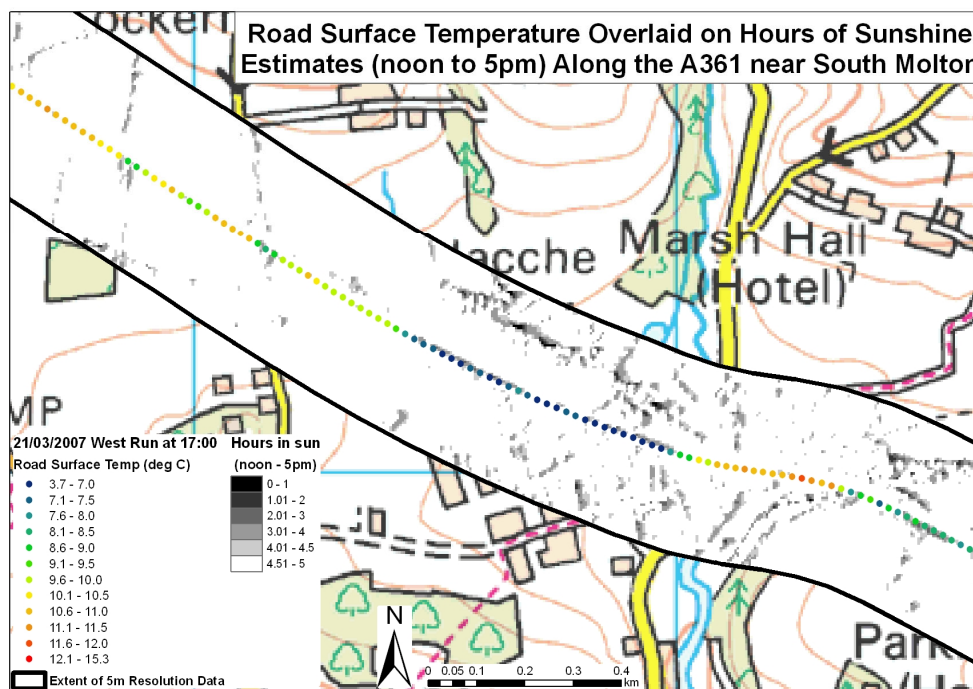 ockerr
Road Surface Temperature Overlaid on Hours of Sunshine
Estimates (noon to 5pm) Along the A361 near South Molton
Marsh Hall
(Hotel)
acche
MP
21/03/2007 West Run at 17:00
Road Surface Temp (deg C)
3.7 - 7.0
7.1 - 7.5
7.6 - 8.0
8.1 - 8.5
8.6 - 9.0
9.1 - 9.5
9.6 - 10.0
10.1 - 10.5
10.6 - 11.0
11.1 - 11.5
11.6 - 12.0
12.1 - 15.3
Extent of 5m Resolution Data
Hours in sun
(noon - 5pm)
0 - 1
1.01 - 2
2.01 - 3
3.01 - 4
4.01 - 4.5
4.51 - 5
N
0 0.05 0.1 0.2 0.3 0.4
km
Park
(Ho